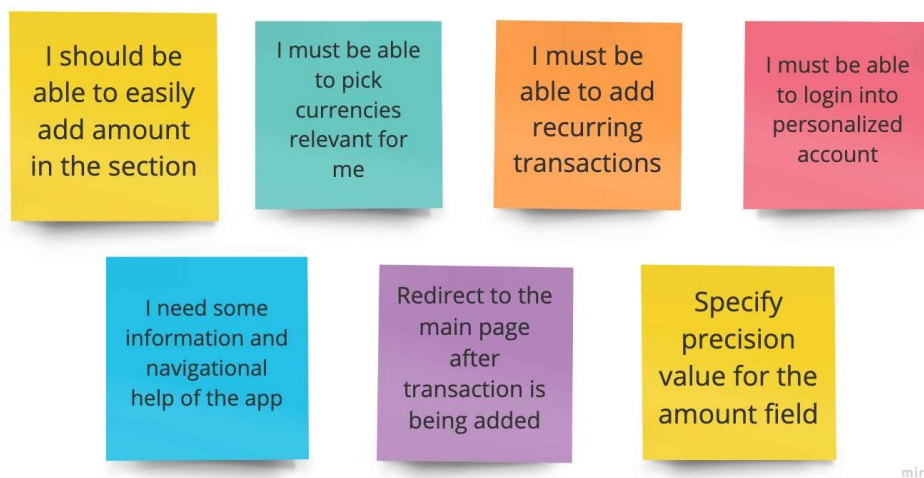 I should be
able to easily
add amount
in the section
I must be able
to pick
currencies
relevant for
me
I must be
able to add
recurring
transactions
I must be able
to login into
personalized
account
I need some
information and
navigational
help of the app
Redirect to the
main page
after
transaction is
being added
Specify
precision
value for the
amount field